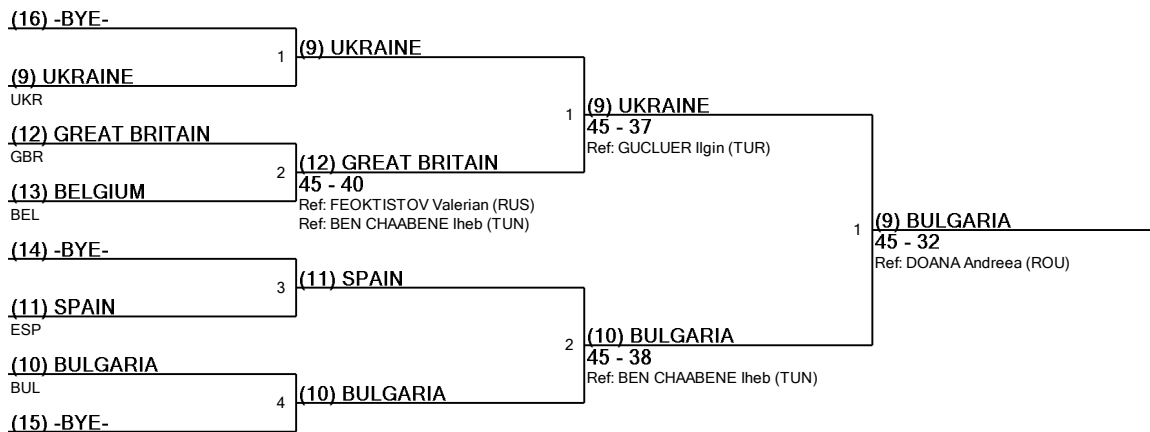 (16) -BYE-
1
(9) UKRAINE
(9) UKRAINE
UKR
1
(9) UKRAINE
45 - 37
Ref: GUCLUER Ilgin (TUR)
(12) GREAT BRITAIN
GBR
2
(12) GREAT BRITAIN
45 - 40
Ref: FEOKTISTOV Valerian (RUS)
Ref: BEN CHAABENE Iheb (TUN)
(13) BELGIUM
BEL
1
(9) BULGARIA
45 - 32
Ref: DOANA Andreea (ROU)
(14) -BYE-
3
(11) SPAIN
(11) SPAIN
ESP
2
(10) BULGARIA
45 - 38
Ref: BEN CHAABENE Iheb (TUN)
(10) BULGARIA
BUL
4
(10) BULGARIA
(15) -BYE-